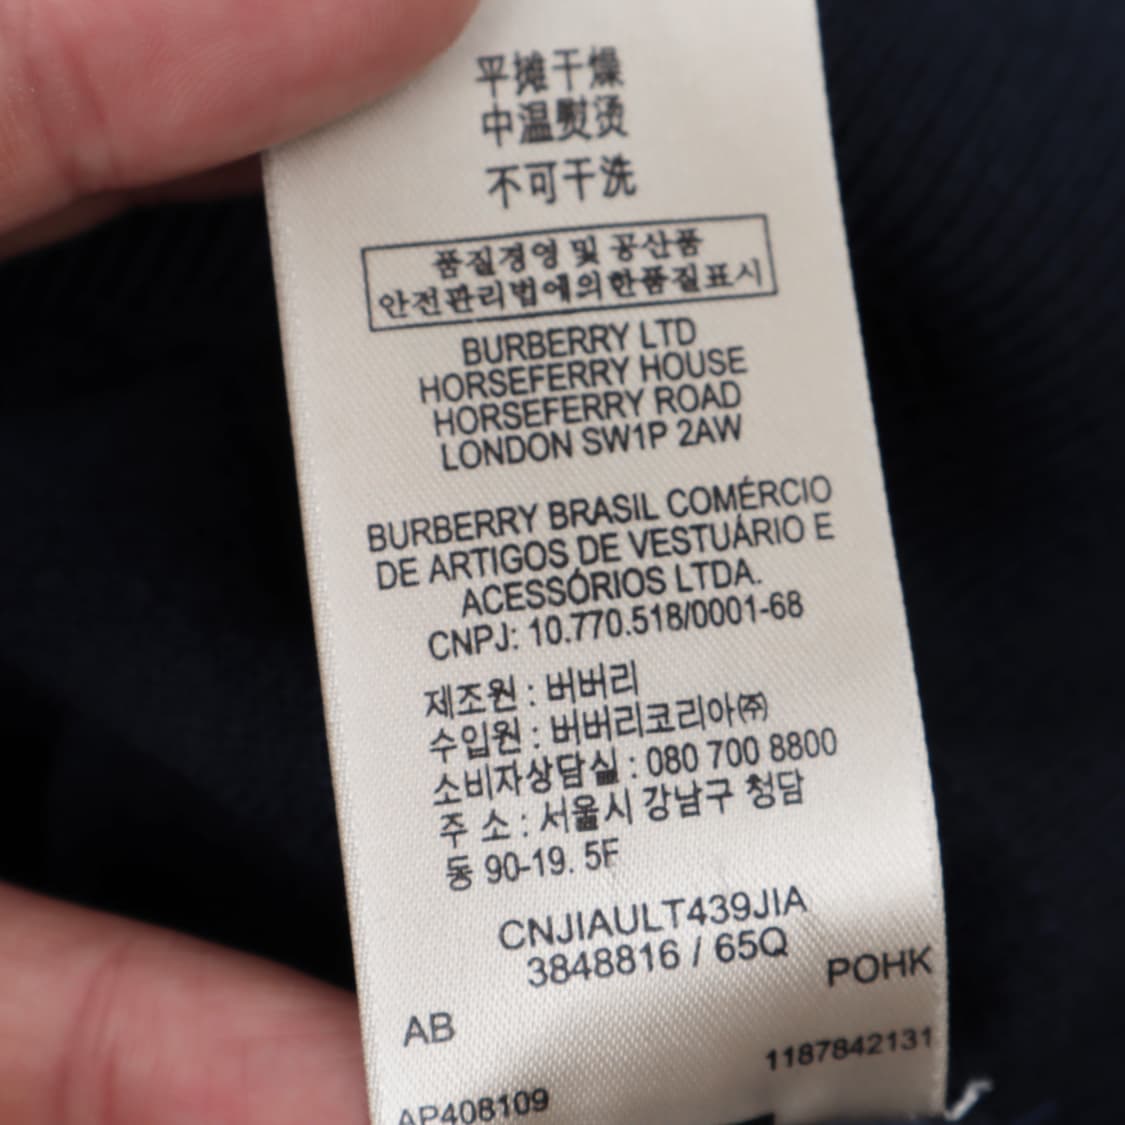 平摊干燥
中温熨烫
不可干洗
품질경영 및 공산품
안전관리법에의한품질표시
BURBERRY LTD
HORSEFERRY HOUSE
HORSEFERRY ROAD
LONDON SW1P 2AW
BURBERRY BRASIL COMÉRCIO
DE ARTIGOS DE VESTUÁRIO E
ACESSÓRIOS LTDA.
CNPJ: 10.770.518/0001-68
제조원 : 버버리
수입원 : 버버리코리아㈜
소비자상담실 : 080 700 8800
주 소 : 서울시 강남구 청담
동 90-19. 5F
CNJIAULT439JIA
3848816 / 65Q
POHK
AB
1187842131
AP408109